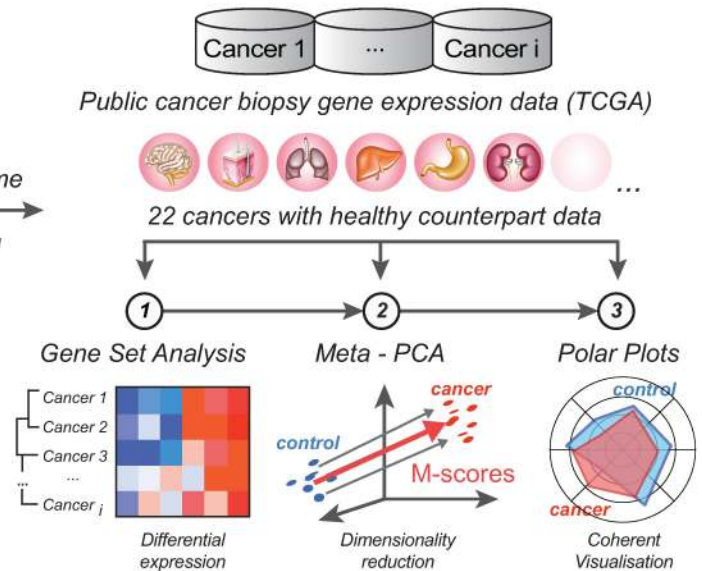 Cancer 1
...
Cancer i
Public cancer biopsy gene expression data (TCGA)
...
22 cancers with healthy counterpart data
1
2
3
Gene Set Analysis
Meta - PCA
Polar Plots
Cancer 1
Cancer 2
Cancer 3
...
...
Cancer i
control
cancer
M-scores
control
cancer
Differential
expression
Dimensionality
reduction
Coherent
Visualisation